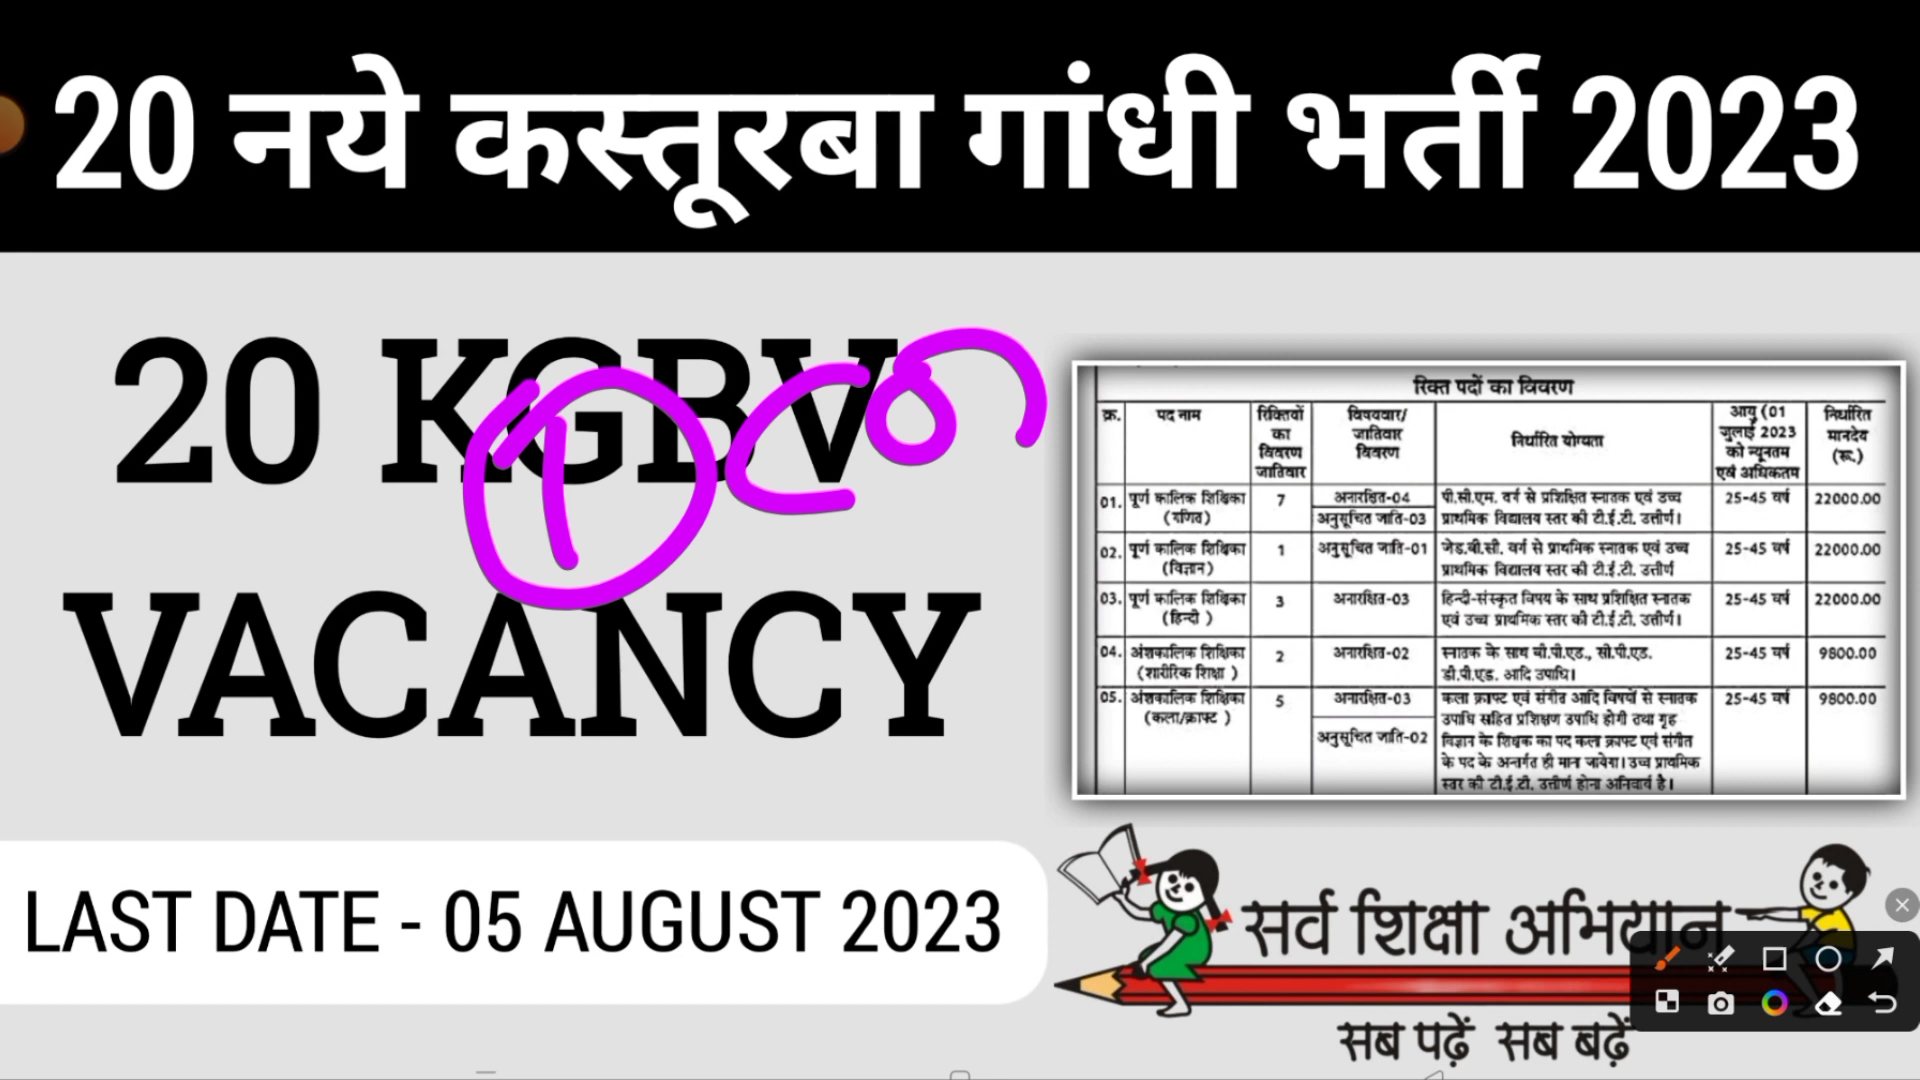 20 नये कस्तूरबा गांधी भर्ती 2023
20 KGBV
VACANCY
LAST DATE - 05 AUGUST 2023
रिक्त पदों का विवरण
क्र. पद नाम रिक्तियों का विवरण जातिवार विषयवार/ जातिवार विवरण निर्धारित योग्यता आयु (01 जुलाई 2023 को न्यूनतम एवं अधिकतम निर्धारित मानदेय (रू.)
01. पूर्ण कालिक शिक्षिका (गणित) 7 अनारक्षित-04 अनुसूचित जाति-03 पी.सी.एम. वर्ग से प्रशिक्षित स्नातक एवं उच्च प्राथमिक विद्यालय स्तर की टी.ई.टी. उत्तीर्ण। 25-45 वर्ष 22000.00
02. पूर्ण कालिक शिक्षिका (विज्ञान) 1 अनुसूचित जाति-01 जेड.बी.सी. वर्ग से प्राथमिक स्नातक एवं उच्च प्राथमिक विद्यालय स्तर की टी.ई.टी. उत्तीर्ण 25-45 वर्ष 22000.00
03. पूर्ण कालिक शिक्षिका (हिन्दी ) 3 अनारक्षित-03 हिन्दी-संस्कृत विषय के साथ प्रशिक्षित स्नातक एवं उच्च प्राथमिक स्तर की टी.ई.टी. उत्तीर्ण। 25-45 वर्ष 22000.00
04. अंशकालिक शिक्षिका (शारीरिक शिक्षा ) 2 अनारक्षित-02 स्नातक के साथ बी.पी.एड., सी.पी.एड. डी.पी.एड. आदि उपाधि। 25-45 वर्ष 9800.00
05. अंशकालिक शिक्षिका (कला/क्राफ्ट ) 5 अनारक्षित-03 अनुसूचित जाति-02 कला क्राफ्ट एवं संगीत आदि विषयों से स्नातक उपाधि सहित प्रशिक्षण उपाधि होगी तथा गृह विज्ञान के शिक्षक का पद कला क्राफ्ट एवं संगीत के पद के अन्तर्गत ही माना जावेगा। उच्च प्राथमिक स्तर की टी.ई.टी. उत्तीर्ण होना अनिवार्य है। 25-45 वर्ष 9800.00
सर्व शिक्षा अभियान
सब पढ़ें सब बढ़ें